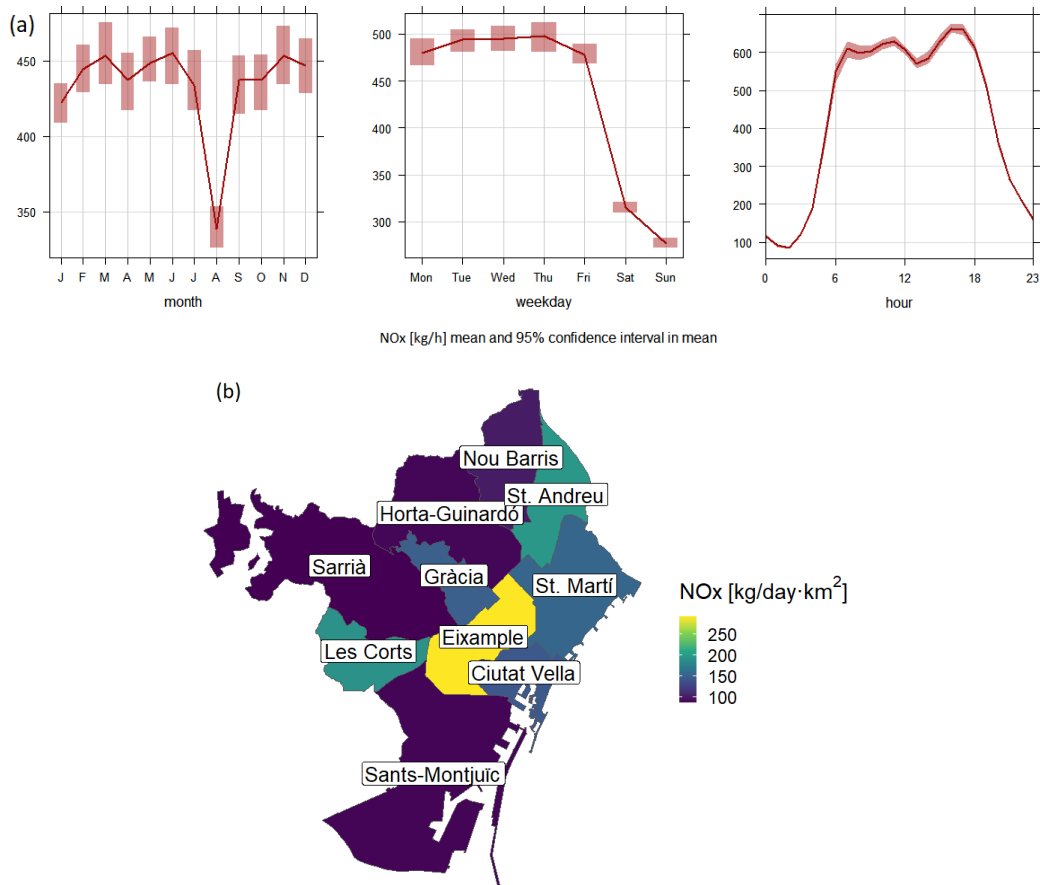 (a)
450
400
350
J F M A M J J A S O N D
month
500
450
400
350
300
Mon Tue Wed Thu Fri Sat Sun
weekday
600
500
400
300
200
100
0 6 12 18 23
hour
NOx [kg/h] mean and 95% confidence interval in mean
(b)
Nou Barris
St. Andreu
Horta-Guinardó
Sarrià
Gràcia
St. Martí
Eixample
Les Corts
Ciutat Vella
Sants-Montjuïc
NOx [kg/day·km²]
250
200
150
100